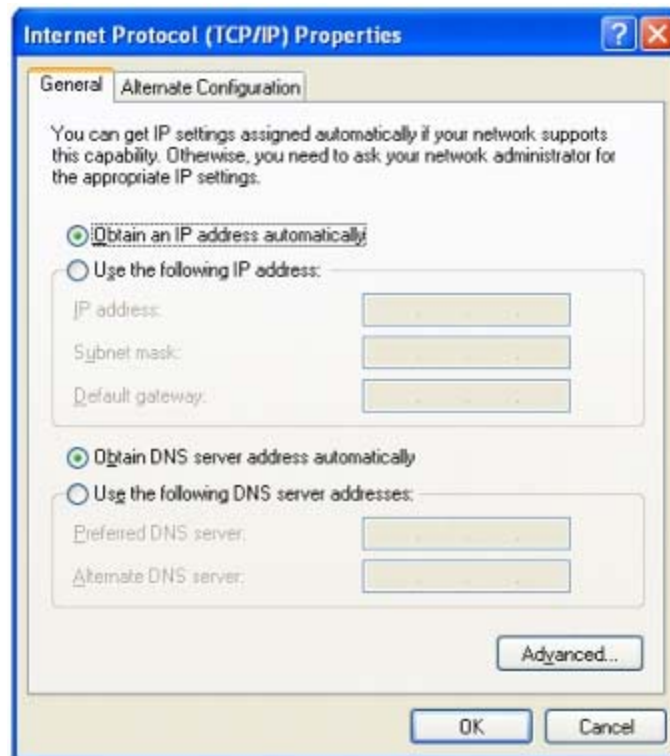 Internet Protocol (TCP/IP) Properties
General
Alternate Configuration
You can get IP settings assigned automatically if your network supports
this capability. Otherwise, you need to ask your network administrator for
the appropriate IP settings.
Obtain an IP address automatically
Use the following IP address:
IP address:
Subnet mask:
Default gateway:
Obtain DNS server address automatically
Use the following DNS server addresses:
Preferred DNS server:
Alternate DNS server:
Advanced...
OK
Cancel